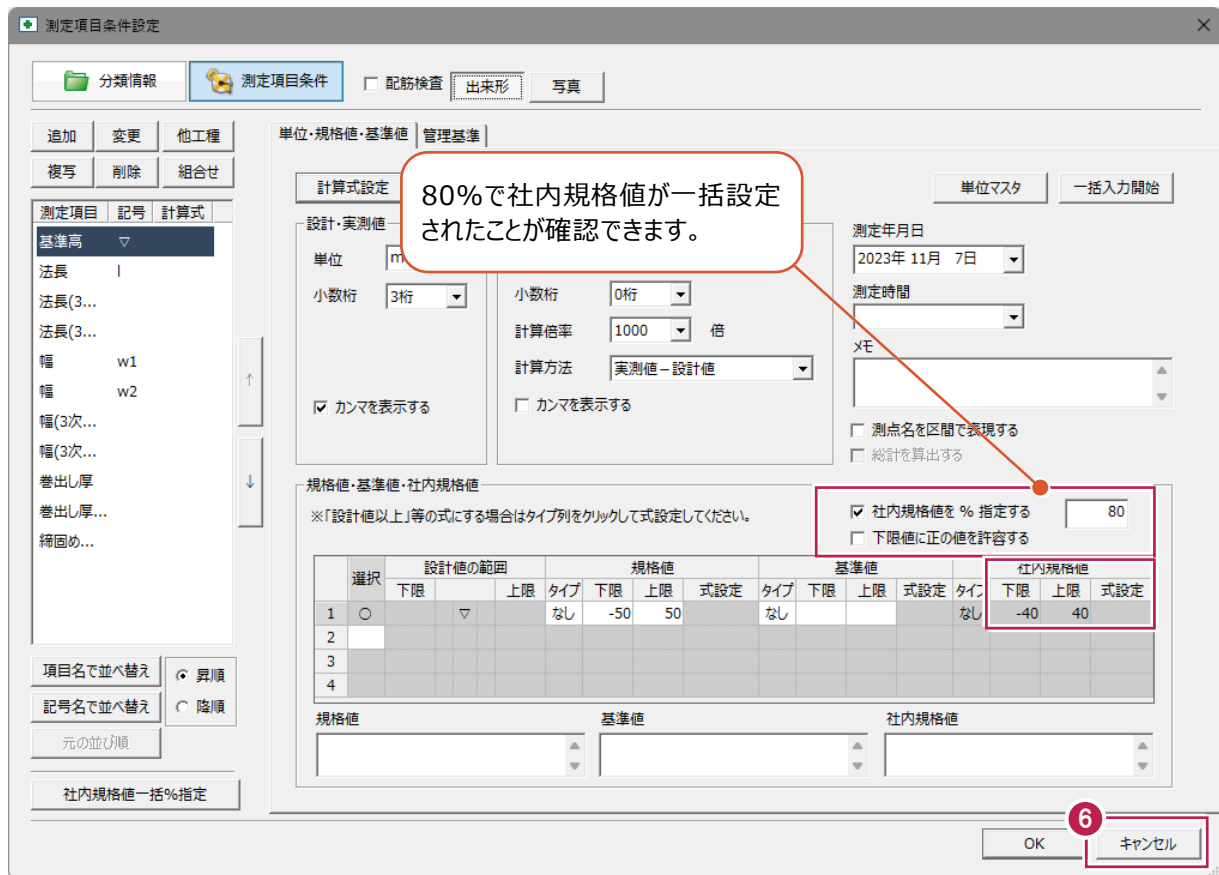 測定項目条件設定
分類情報
測定項目条件
配筋検査
出来形
写真
追加 変更 他工種
複写 削除 組合せ
測定項目 記号 計算式
基準高 ▽
法長 l
法長(3...
法長(3...
幅 w1
幅 w2
幅(3次...
幅(3次...
巻出し厚
巻出し厚...
締固め...
↑
↓
項目名で並べ替え
記号名で並べ替え
元の並び順
昇順
降順
社内規格値一括%指定
単位・規格値・基準値 管理基準
計算式設定
80%で社内規格値が一括設定
されたことが確認できます。
単位マスタ 一括入力開始
設計・実測値
単位 m
小数桁 3桁
カンマを表示する
小数桁 0桁
計算倍率 1000 倍
計算方法 実測値-設計値
カンマを表示する
測定年月日
2023年 11月 7日
測定時間
メモ
測点名を区間で表現する
総計を算出する
規格値・基準値・社内規格値
※「設計値以上」等の式にする場合はタイプ列をクリックして式設定してください。
社内規格値を % 指定する 80
下限値に正の値を許容する
選択 設計値の範囲 規格値 基準値 社内規格値
下限 上限 タイプ 下限 上限 式設定 タイプ 下限 上限 式設定 タイプ 下限 上限 式設定
1 ○ ▽ なし -50 50 なし なし -40 40
2
3
4
規格値 基準値 社内規格値
6
OK キャンセル